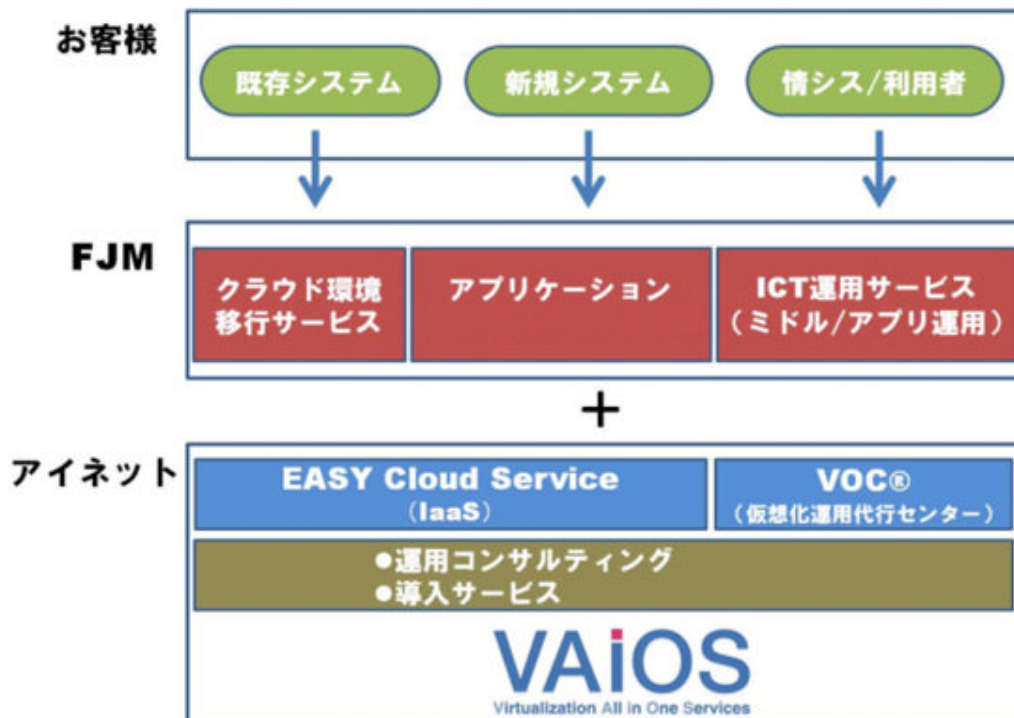 お客様
既存システム
新規システム
情シス/利用者
FJM
クラウド環境
移行サービス
アプリケーション
ICT運用サービス
（ミドル/アプリ運用）
+
アイネット
EASY Cloud Service
（IaaS）
VOC®
（仮想化運用代行センター）
●運用コンサルティング
●導入サービス
VAiOS
Virtualization All in One Services